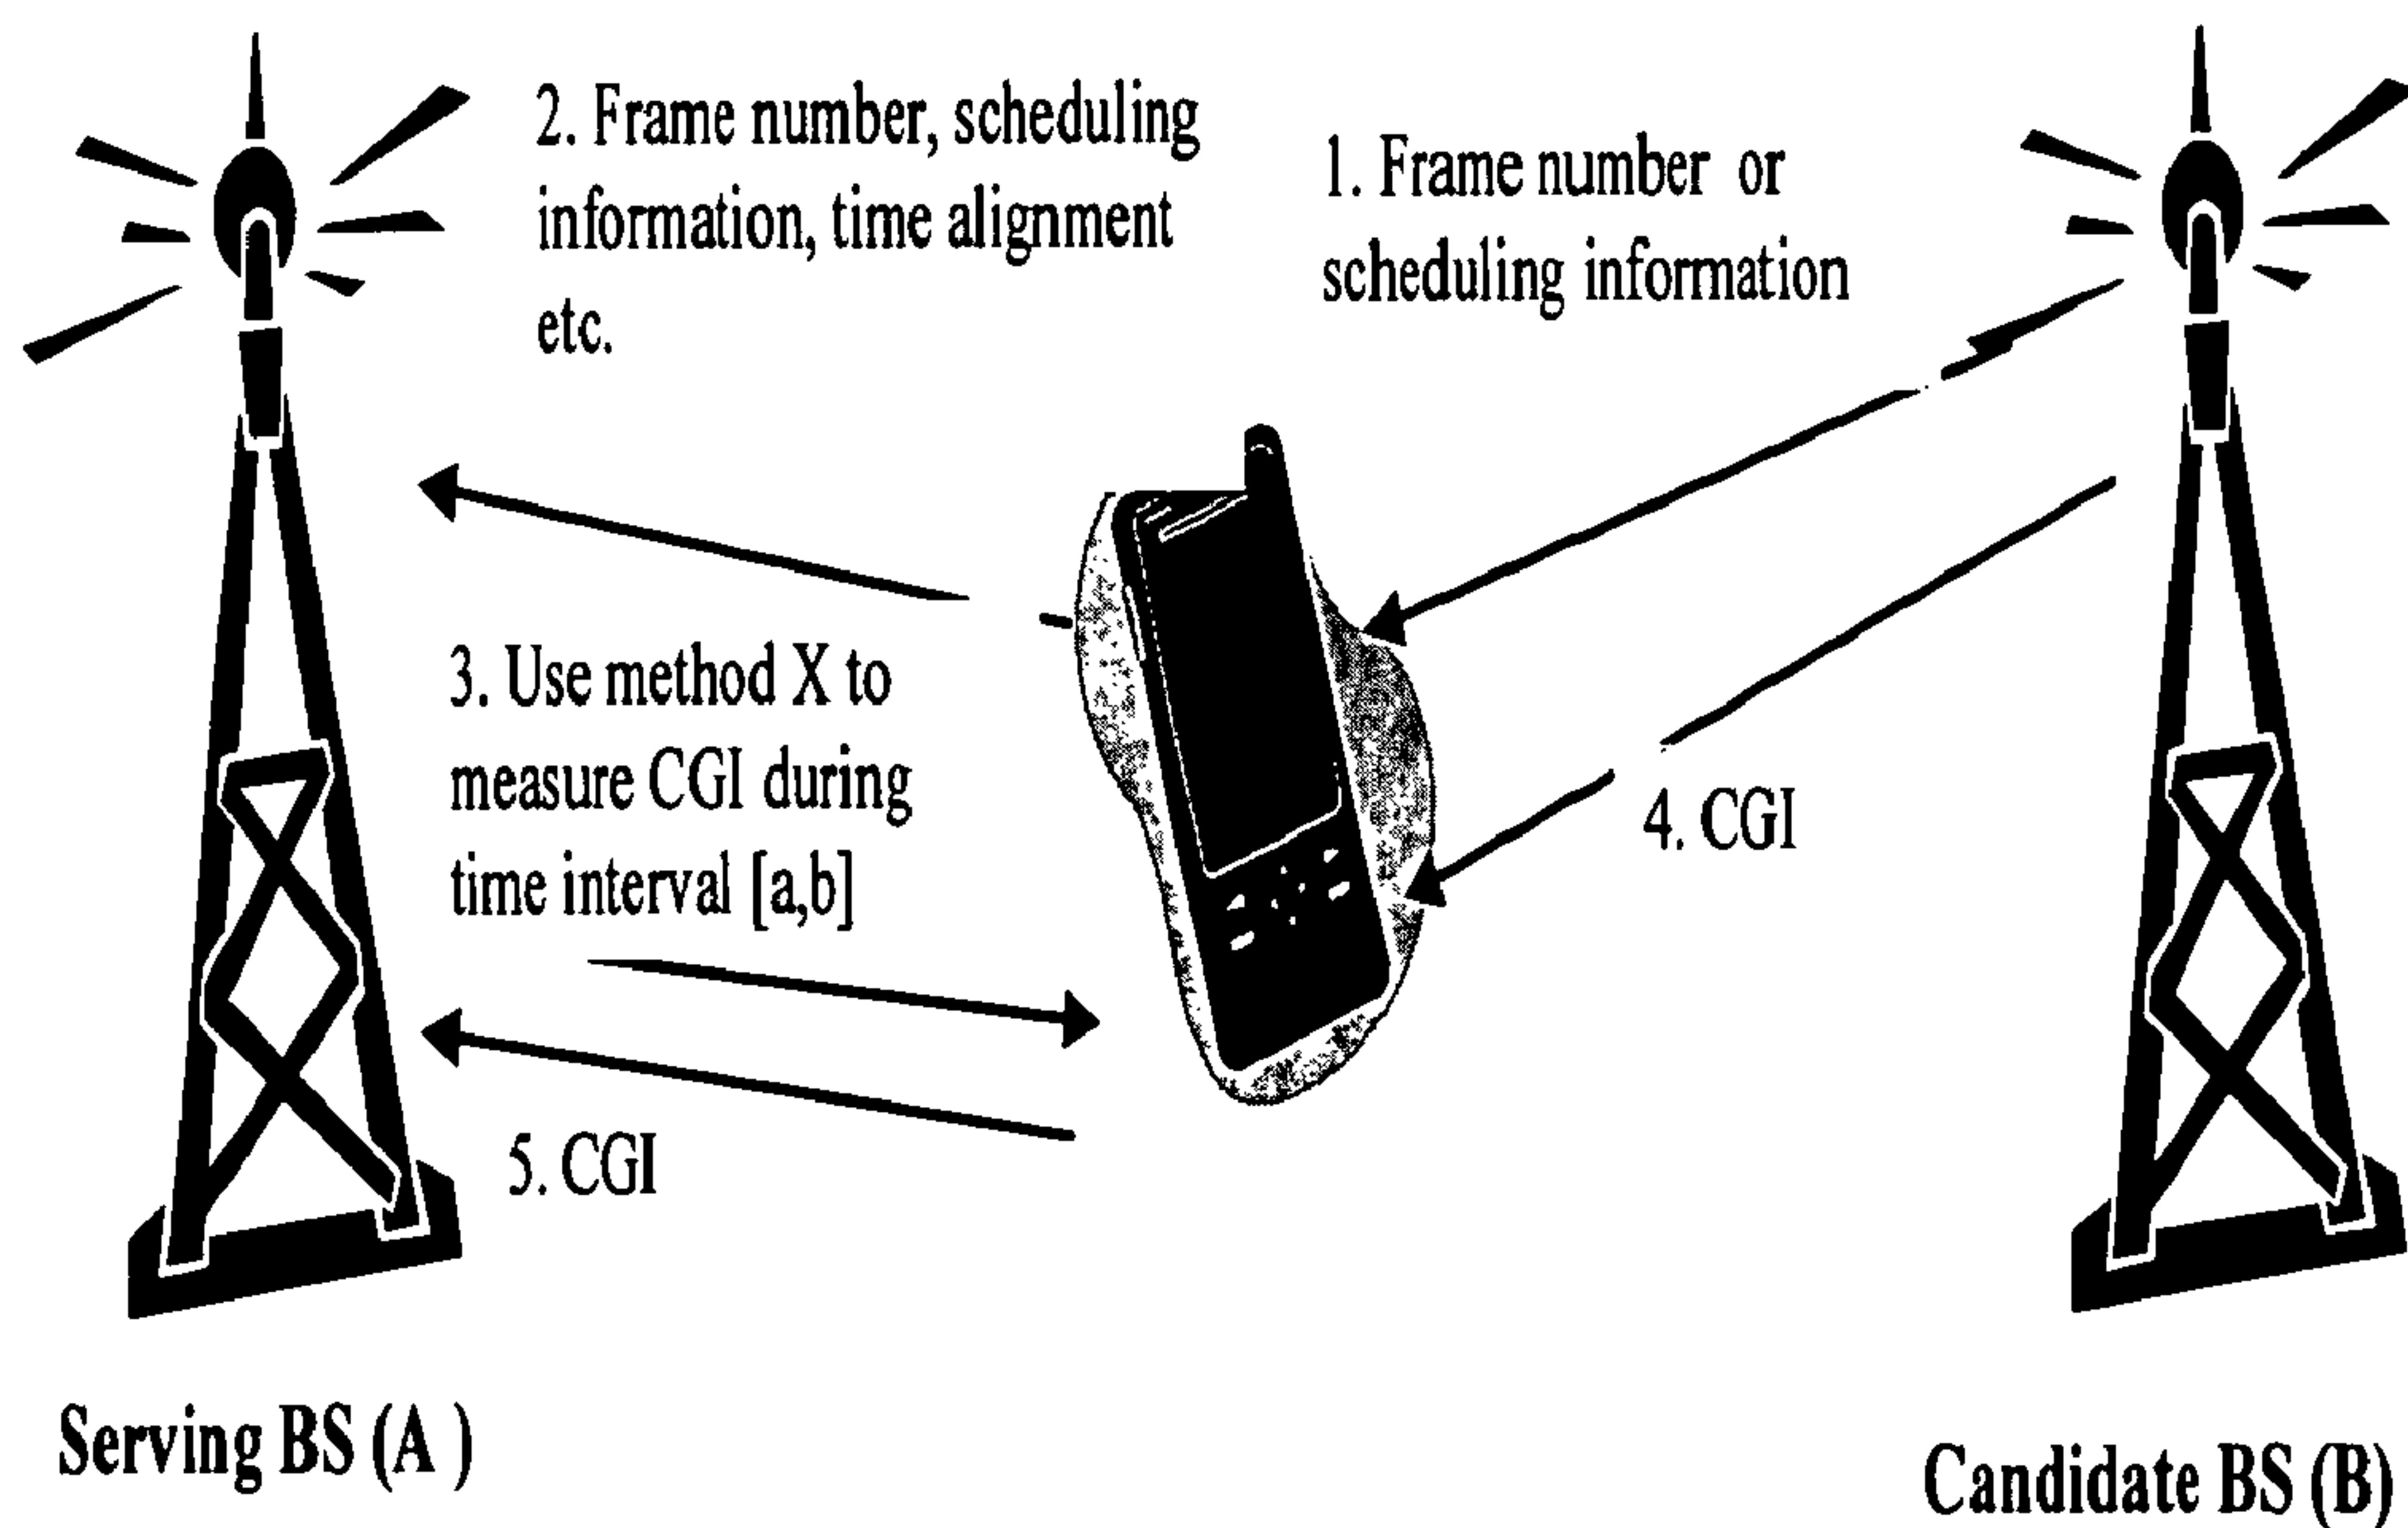 2. Frame number, scheduling
information, time alignment
etc.
1. Frame number or
scheduling information
3. Use method X to
measure CGI during
time interval [a,b]
4. CGI
5. CGI
Serving BS (A )
Candidate BS (B)